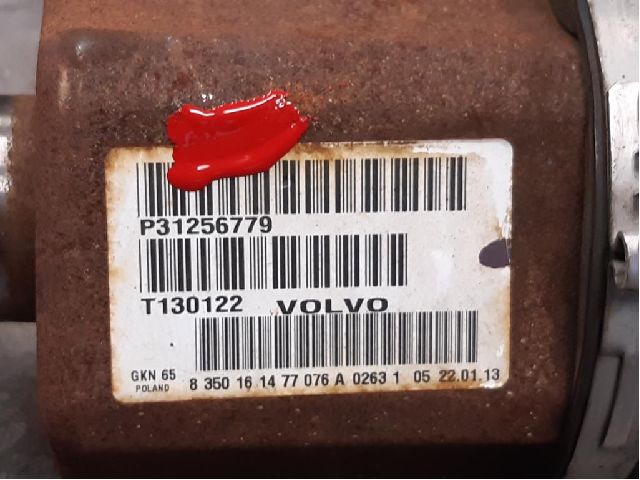 P31256779
T130122 VOLVO
GKN 65 8 350 16 14 77 076 A 0263 1 05 22.01.13
POLAND